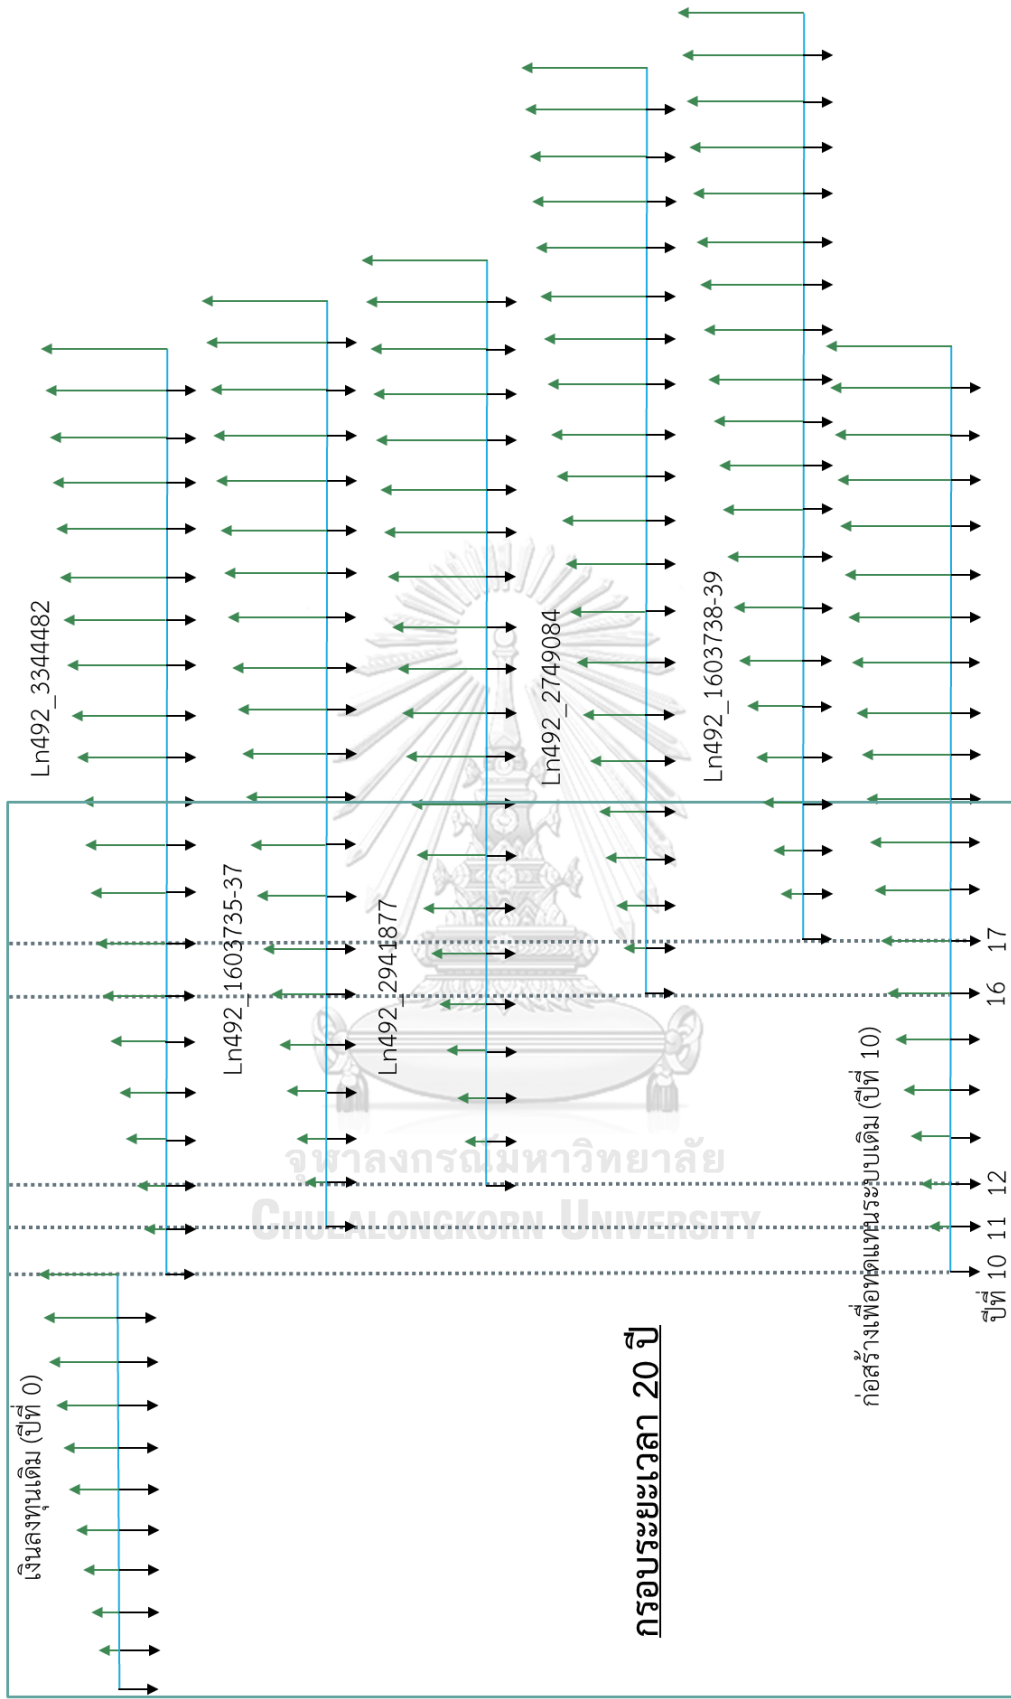 เงินลงทุนเดิม (ปีที่ 0)
Ln492_3344482
Ln492_1603735-37
Ln492_2941877
Ln492_2749084
Ln492_1603738-39
กรอบระยะเวลา 20 ปี
ก่อสร้างเพื่อทดแทนระบบเดิม (ปีที่ 10)
ปีที่ 10 11 12 16 17
จุฬาลงกรณ์มหาวิทยาลัย
CHULALONGKORN UNIVERSITY